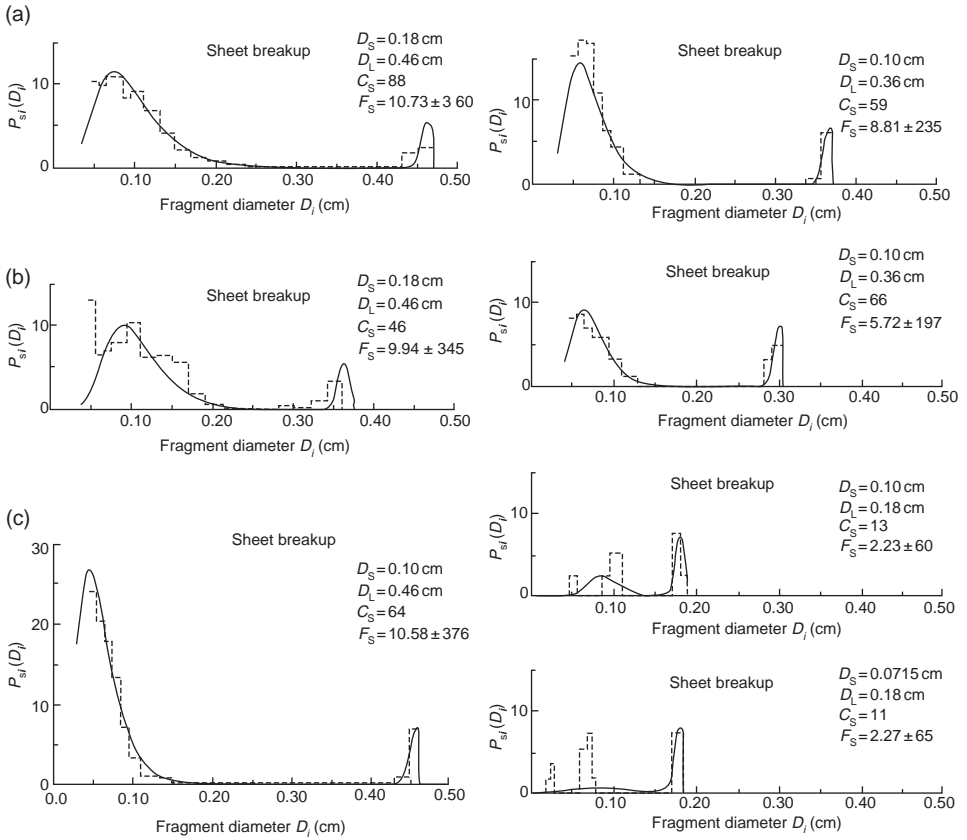 (a)
Sheet breakup
D_S = 0.18 cm
D_L = 0.46 cm
C_S = 88
F_S = 10.73 ± 3 60
10
5
0
P_si(D_i)
0.10 0.20 0.30 0.40 0.50
Fragment diameter D_i (cm)
Sheet breakup
D_S = 0.10 cm
D_L = 0.36 cm
C_S = 59
F_S = 8.81 ± 235
10
5
0
P_si(D_i)
0.10 0.20 0.30 0.40 0.50
Fragment diameter D_i (cm)
(b)
Sheet breakup
D_S = 0.18 cm
D_L = 0.46 cm
C_S = 46
F_S = 9.94 ± 345
10
5
0
P_si(D_i)
0.10 0.20 0.30 0.40 0.50
Fragment diameter D_i (cm)
Sheet breakup
D_S = 0.10 cm
D_L = 0.36 cm
C_S = 66
F_S = 5.72 ± 197
10
5
0
P_si(D_i)
0.10 0.20 0.30 0.40 0.50
Fragment diameter D_i (cm)
(c)
Sheet breakup
D_S = 0.10 cm
D_L = 0.46 cm
C_S = 64
F_S = 10.58 ± 376
30
20
10
0
P_si(D_i)
0.0 0.10 0.20 0.30 0.40 0.50
Fragment diameter D_i (cm)
Sheet breakup
D_S = 0.10 cm
D_L = 0.18 cm
C_S = 13
F_S = 2.23 ± 60
10
5
0
P_si(D_i)
0.10 0.20 0.30 0.40 0.50
Fragment diameter D_i (cm)
Sheet breakup
D_S = 0.0715 cm
D_L = 0.18 cm
C_S = 11
F_S = 2.27 ± 65
10
5
0
P_si(D_i)
0.10 0.20 0.30 0.40 0.50
Fragment diameter D_i (cm)